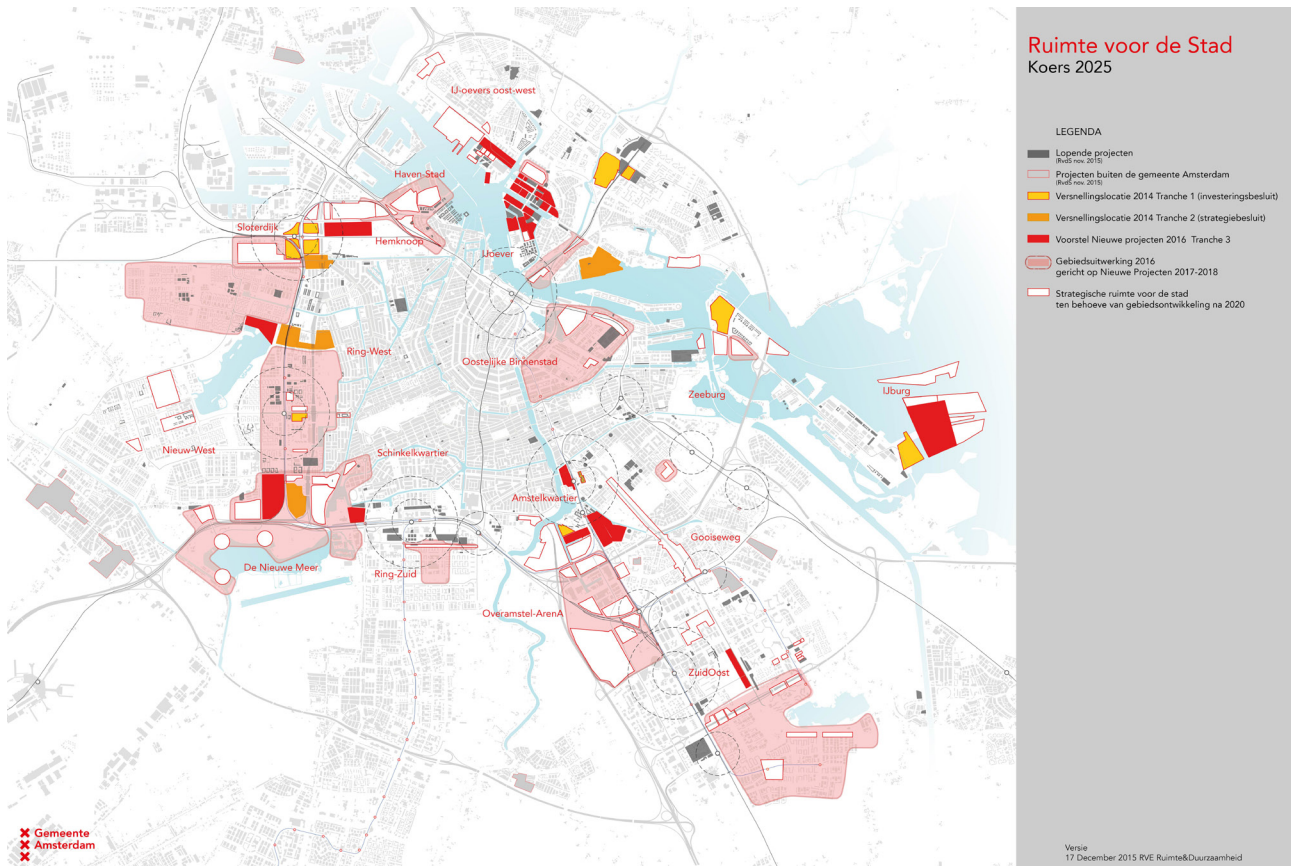 Ruimte voor de Stad
Koers 2025
LEGENDA
Lopende projecten
(RvdS nov. 2015)
Projecten buiten de gemeente Amsterdam
(RvdS nov. 2015)
Versnellingslocatie 2014 Tranche 1 (investeringsbesluit)
Versnellingslocatie 2014 Tranche 2 (strategiebesluit)
Voorstel Nieuwe projecten 2016 Tranche 3
Gebiedsuitwerking 2016
gericht op Nieuwe Projecten 2017-2018
Strategische ruimte voor de stad
ten behoeve van gebiedsontwikkeling na 2020
IJ-oevers oost-west
Haven-Stad
Sloterdijk
Hemknoop
IJoever
Ring-West
Oostelijke Binnenstad
Zeeburg
IJburg
Nieuw-West
Schinkelkwartier
Amstelkwartier
Gooiseweg
De Nieuwe Meer
Ring-Zuid
Overamstel-ArenA
ZuidOost
Gemeente
Amsterdam
Versie
17 December 2015 RVE Ruimte&Duurzaamheid